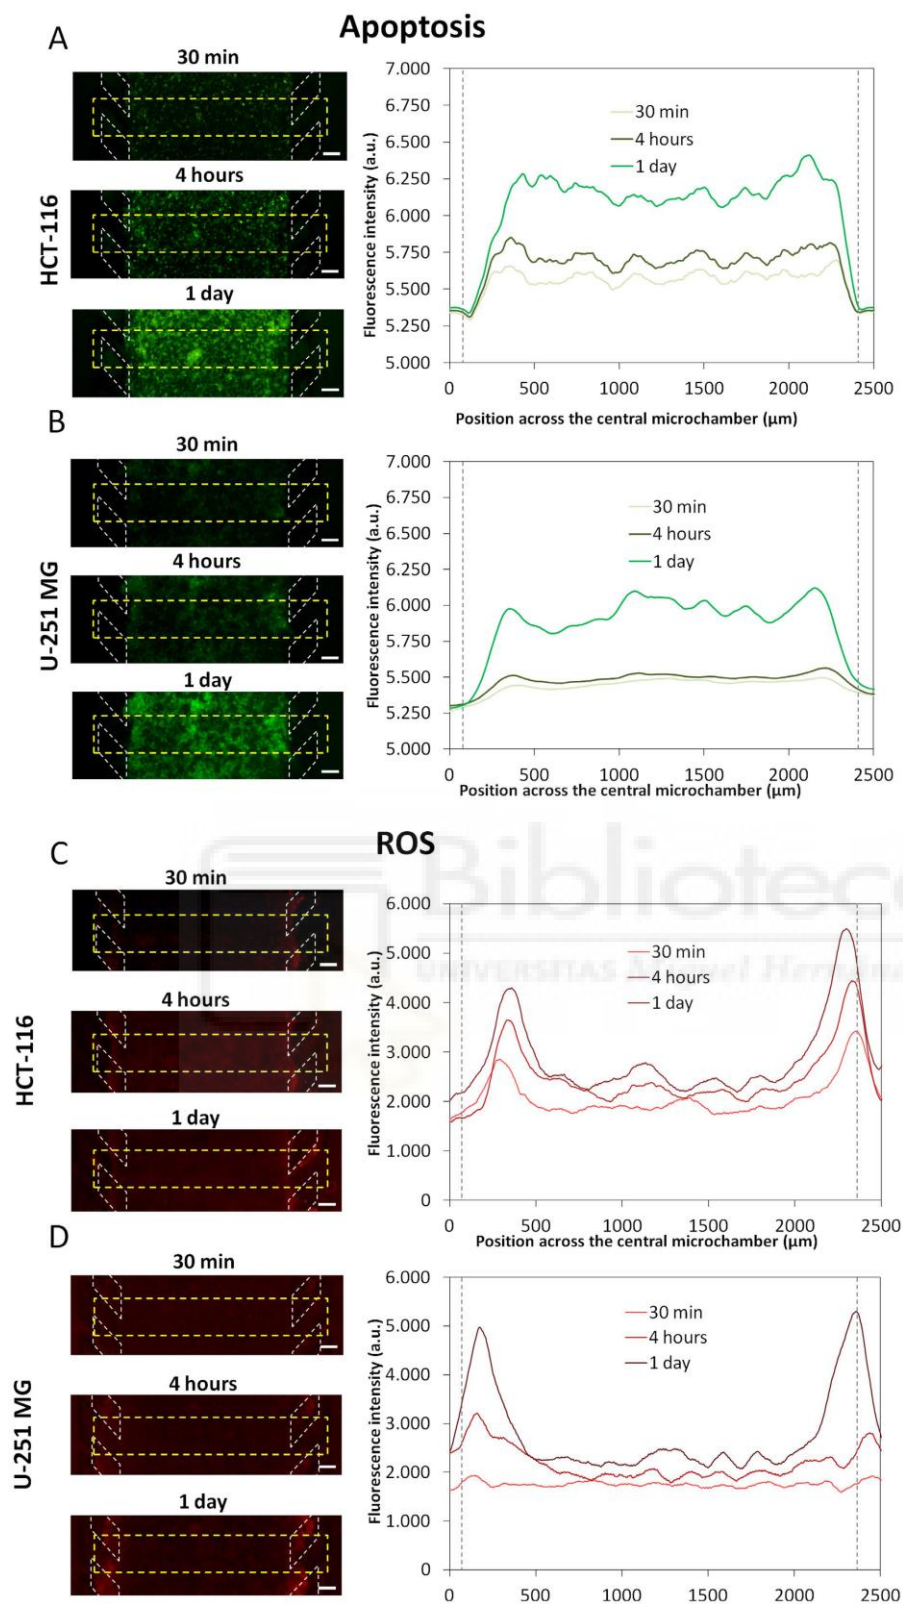 Apoptosis
A
30 min
4 hours
1 day
HCT-116
7.000
6.750
6.500
6.250
6.000
5.750
5.500
5.250
5.000
Fluorescence intensity (a.u.)
30 min
4 hours
1 day
0 500 1000 1500 2000 2500
Position across the central microchamber (µm)
B
30 min
4 hours
1 day
U-251 MG
7.000
6.750
6.500
6.250
6.000
5.750
5.500
5.250
5.000
Fluorescence intensity (a.u.)
30 min
4 hours
1 day
0 500 1000 1500 2000 2500
Position across the central microchamber (µm)
ROS
Biblioteca
UNIVERSITAS Miguel
C
30 min
4 hours
1 day
HCT-116
6.000
5.000
4.000
3.000
2.000
1.000
0
Fluorescence intensity (a.u.)
30 min
4 hours
1 day
0 500 1000 1500 2000 2500
Position across the central microchamber (µm)
D
30 min
4 hours
1 day
U-251 MG
6.000
5.000
4.000
3.000
2.000
1.000
0
Fluorescence intensity (a.u.)
30 min
4 hours
1 day
0 500 1000 1500 2000 2500